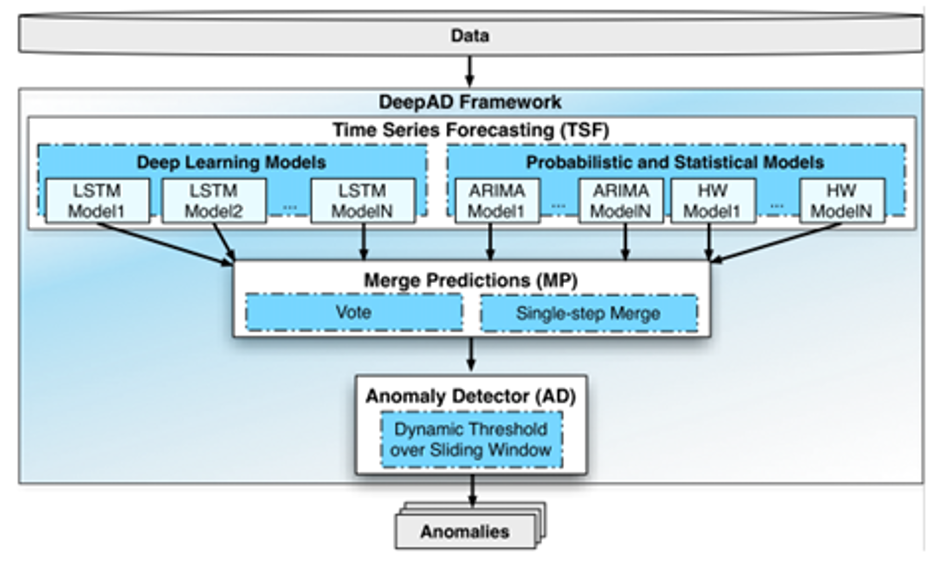 Data
DeepAD Framework
Time Series Forecasting (TSF)
Deep Learning Models
Probabilistic and Statistical Models
LSTM
Model1
LSTM
Model2
...
LSTM
ModelN
ARIMA
Model1
...
ARIMA
ModelN
HW
Model1
...
HW
ModelN
Merge Predictions (MP)
Vote
Single-step Merge
Anomaly Detector (AD)
Dynamic Threshold
over Sliding Window
Anomalies